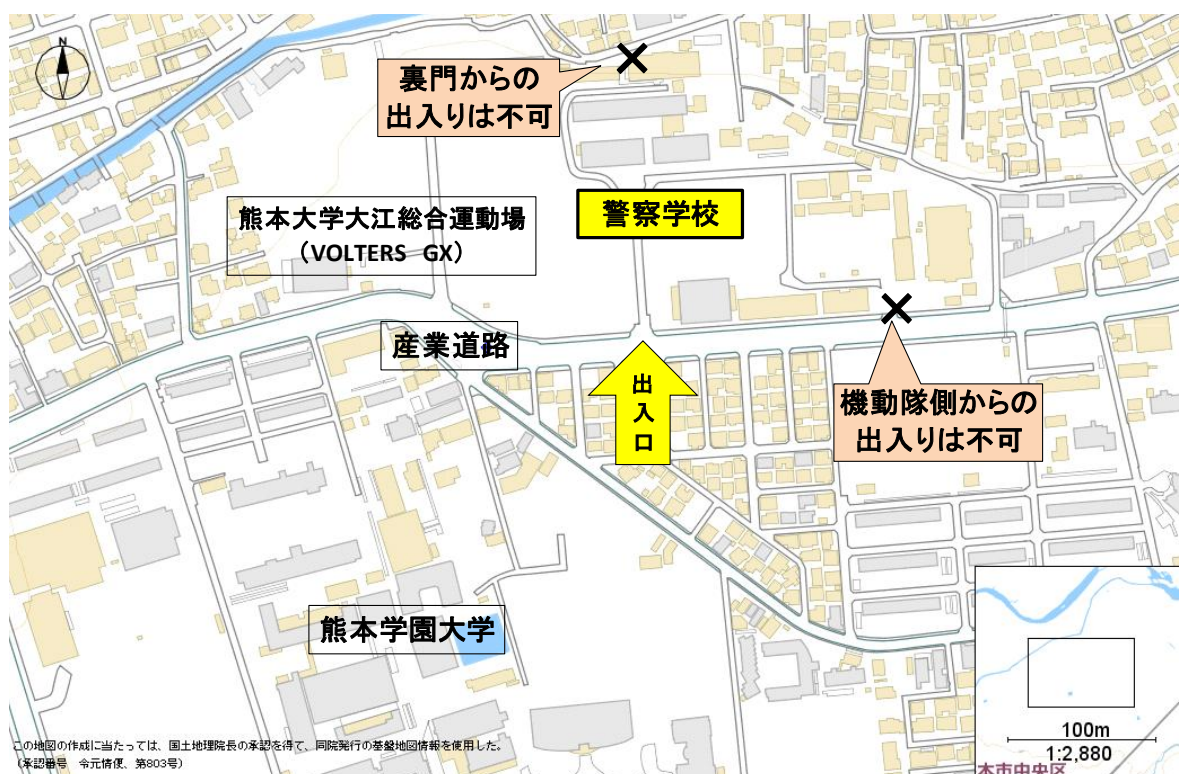 N
裏門からの
出入りは不可
警察学校
熊本大学大江総合運動場
（VOLTERS GX）
産業道路
出
入
口
機動隊側からの
出入りは不可
熊本学園大学
100m
1:2,880
本市中央区
この地図の作成に当たっては、国土地理院長の承認を得て、同院発行の基盤地図情報を使用した。
（承認番号 令元情使、第803号）